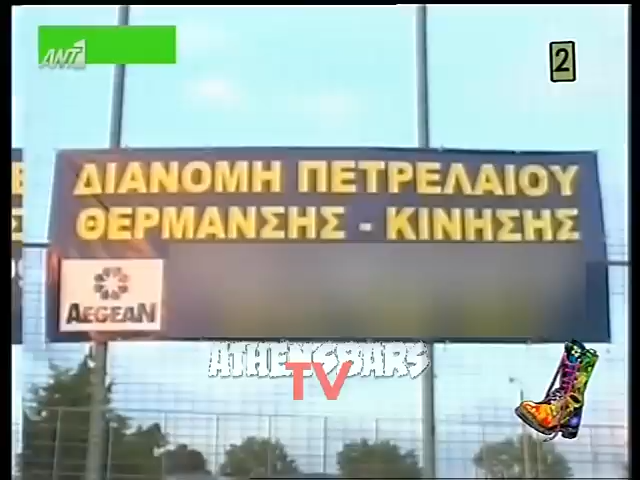 ΑΝΤ1
2
ΔΙΑΝΟΜΗ ΠΕΤΡΕΛΑΙΟΥ
ΘΕΡΜΑΝΣΗΣ - ΚΙΝΗΣΗΣ
AEGEAN
ATHENSBARS
TV